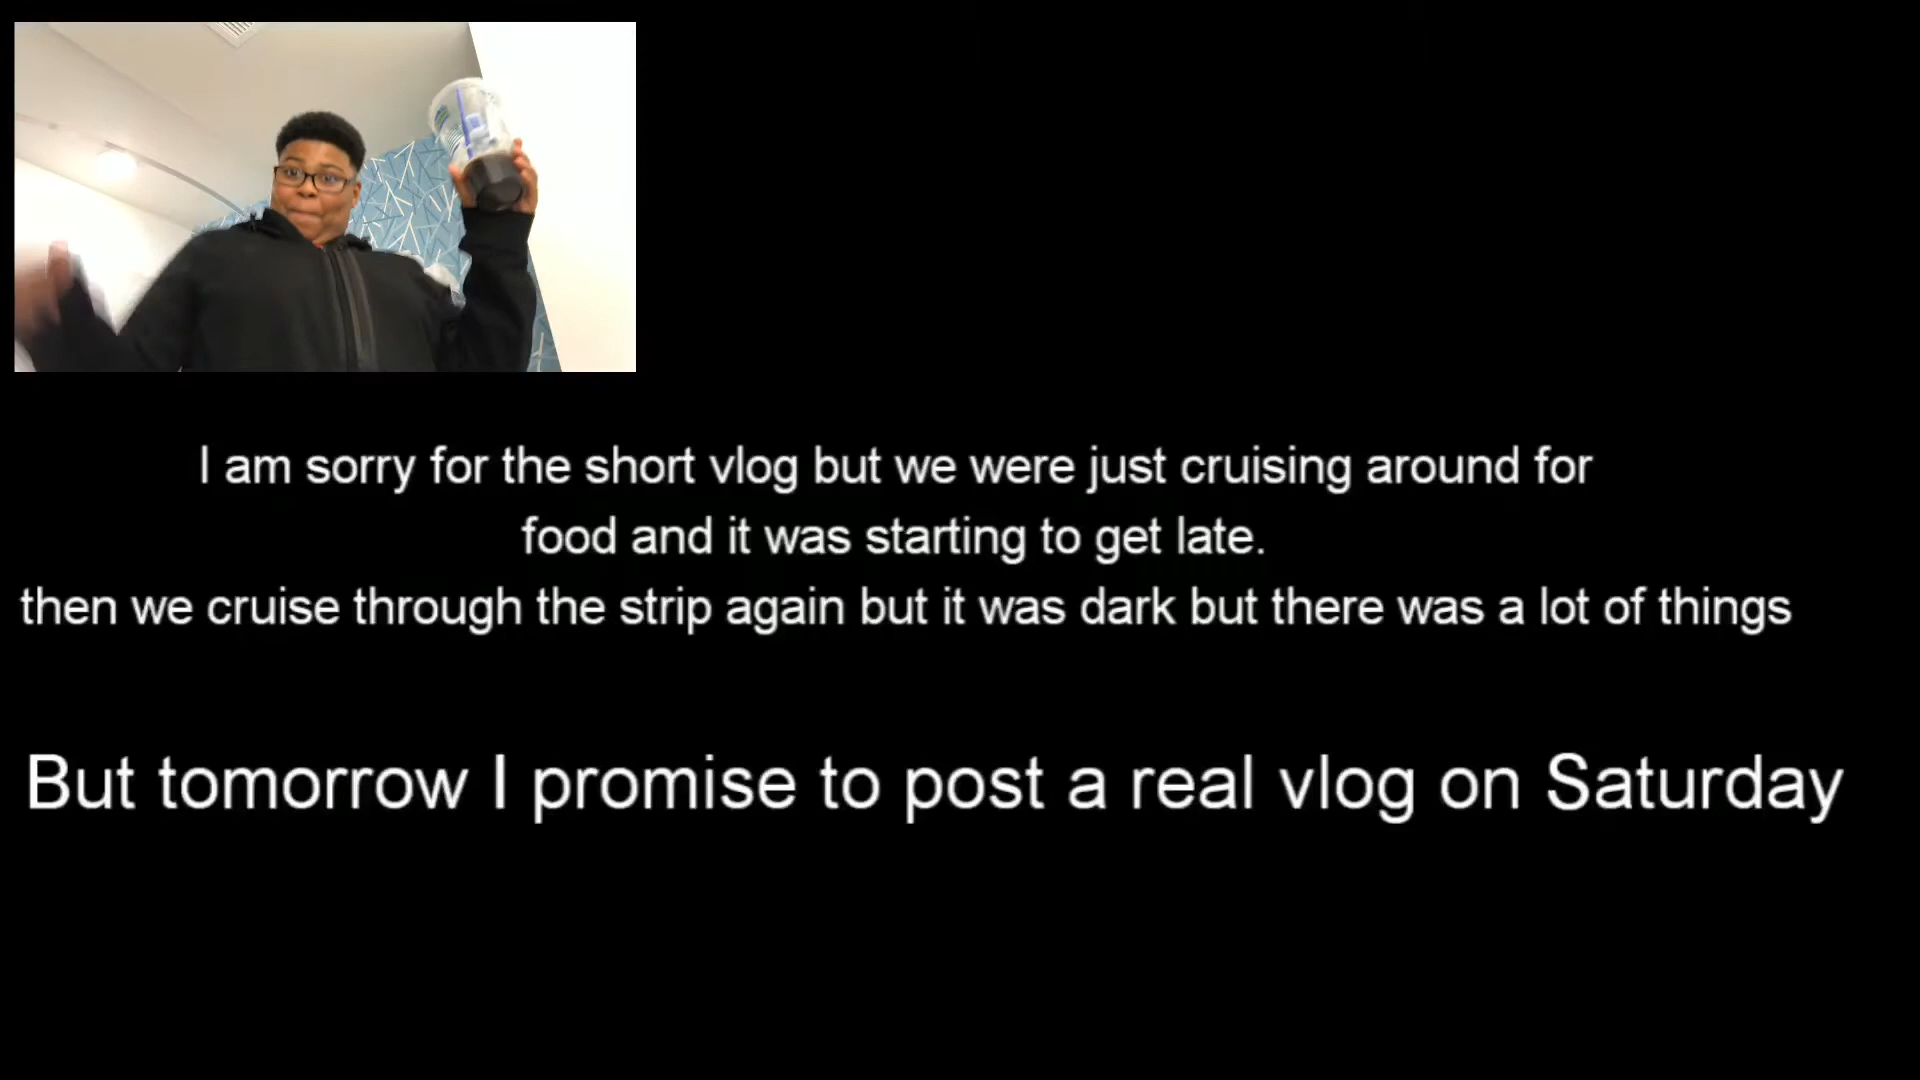 I am sorry for the short vlog but we were just cruising around for
food and it was starting to get late.
then we cruise through the strip again but it was dark but there was a lot of things
But tomorrow I promise to post a real vlog on Saturday